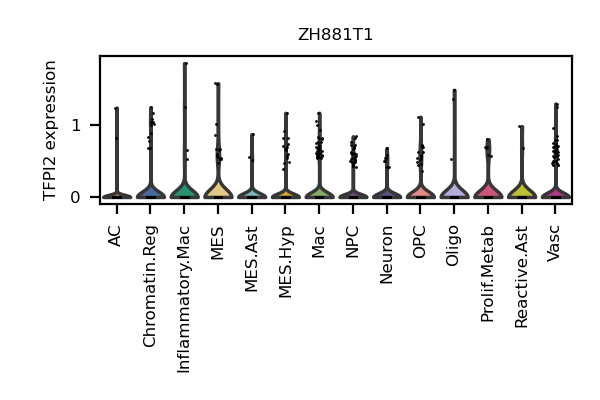 ZH881T1
TFPI2 expression
1
0
AC
Chromatin.Reg
Inflammatory.Mac
MES
MES.Ast
MES.Hyp
Mac
NPC
Neuron
OPC
Oligo
Prolif.Metab
Reactive.Ast
Vasc